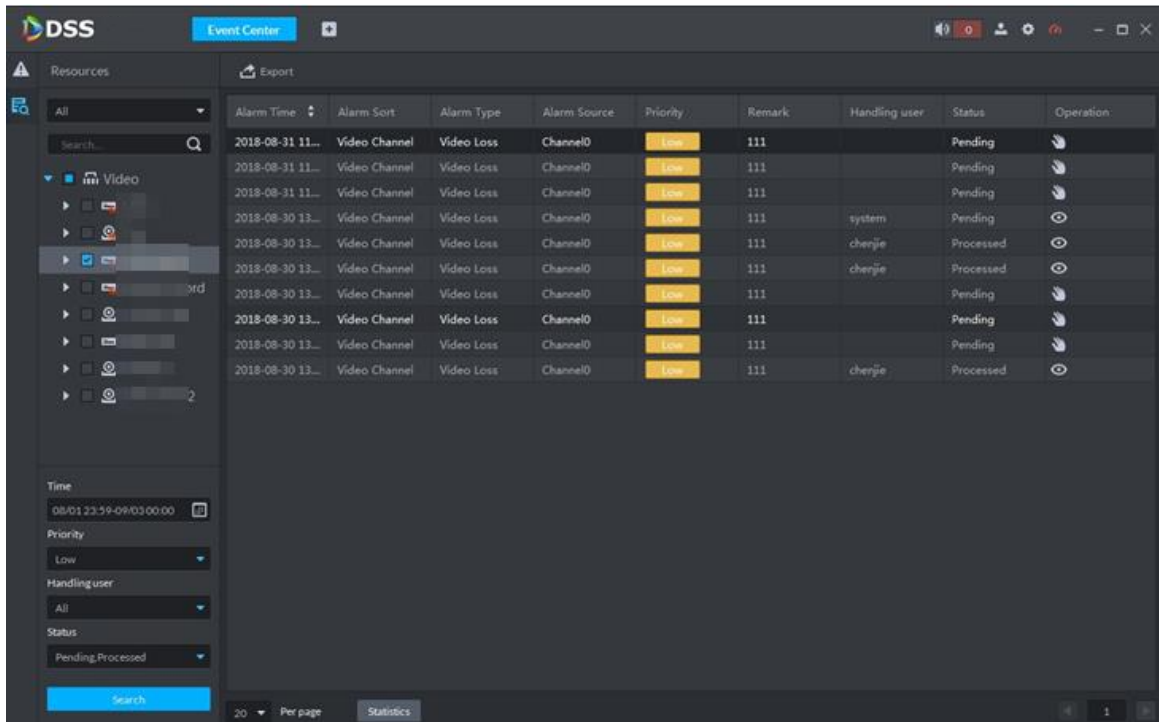 DSS Event Center 0
Resources Export
All
Alarm Time Alarm Sort Alarm Type Alarm Source Priority Remark Handling user Status Operation
Search...
2018-08-31 11... Video Channel Video Loss Channel0 Low 111 Pending
2018-08-31 11... Video Channel Video Loss Channel0 Low 111 Pending
2018-08-31 11... Video Channel Video Loss Channel0 Low 111 Pending
2018-08-30 13... Video Channel Video Loss Channel0 Low 111 system Pending
2018-08-30 13... Video Channel Video Loss Channel0 Low 111 chenjie Processed
2018-08-30 13... Video Channel Video Loss Channel0 Low 111 chenjie Processed
2018-08-30 13... Video Channel Video Loss Channel0 Low 111 Pending
2018-08-30 13... Video Channel Video Loss Channel0 Low 111 Pending
2018-08-30 13... Video Channel Video Loss Channel0 Low 111 Pending
2018-08-30 13... Video Channel Video Loss Channel0 Low 111 chenjie Processed
Video
ord
2
Time
08/01 23:59-09/03 00:00
Priority
Low
Handling user
All
Status
Pending,Processed
Search
20 Per page Statistics 1